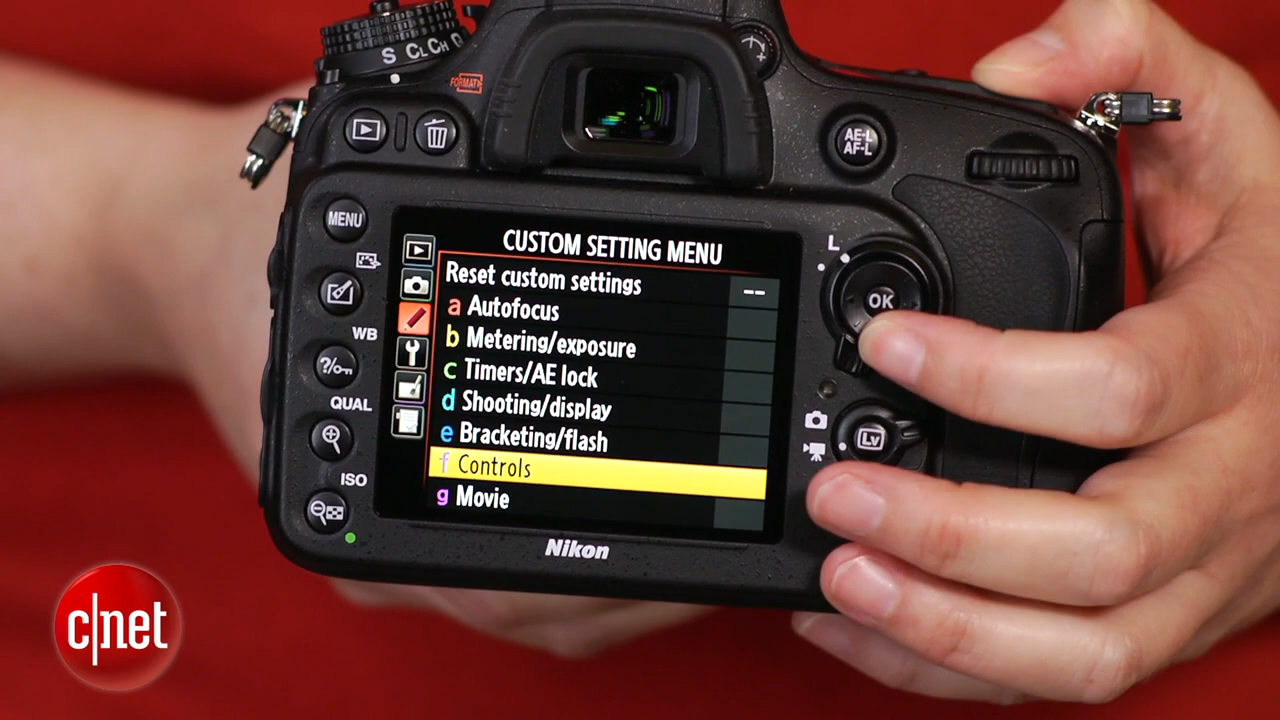 S CL CH Q
FORMAT
AE-L
AF-L
MENU
CUSTOM SETTING MENU
Reset custom settings --
a Autofocus
b Metering/exposure
c Timers/AE lock
d Shooting/display
e Bracketing/flash
f Controls
g Movie
L
OK
WB
?/
QUAL
Lv
ISO
Nikon
c|net